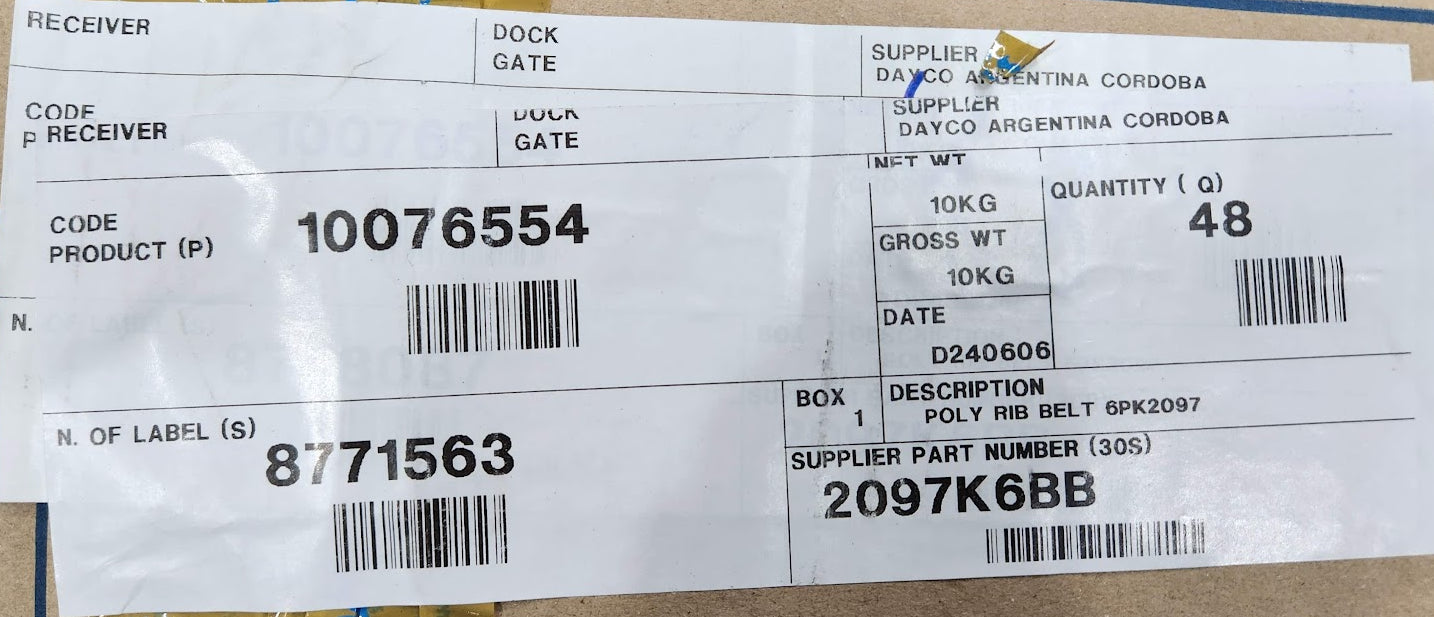 RECEIVER
DOCK
GATE
SUPPLIER
DAYCO ARGENTINA CORDOBA
CODE
P RECEIVER
DOCK
GATE
SUPPLIER
DAYCO ARGENTINA CORDOBA
CODE
PRODUCT (P)
10076554
NET WT
10KG
GROSS WT
10KG
DATE
D240606
QUANTITY ( Q)
48
N.
N. OF LABEL (S)
8771563
BOX
1
DESCRIPTION
POLY RIB BELT 6PK2097
SUPPLIER PART NUMBER (30S)
2097K6BB